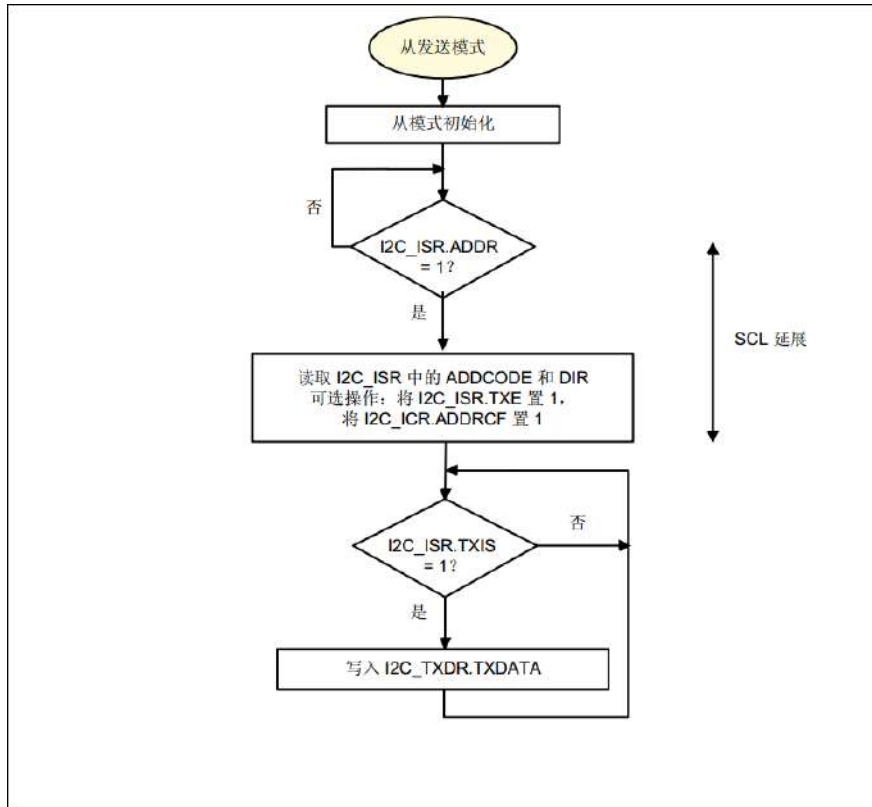 从发送模式
从模式初始化
否
I2C_ISR.ADDR
= 1?
是
SCL 延展
读取 I2C_ISR 中的 ADDCODE 和 DIR
可选操作：将 I2C_ISR.TXE 置 1，
将 I2C_ICR.ADDRCF 置 1
否
I2C_ISR.TXIS
= 1?
是
写入 I2C_TXDR.TXDATA